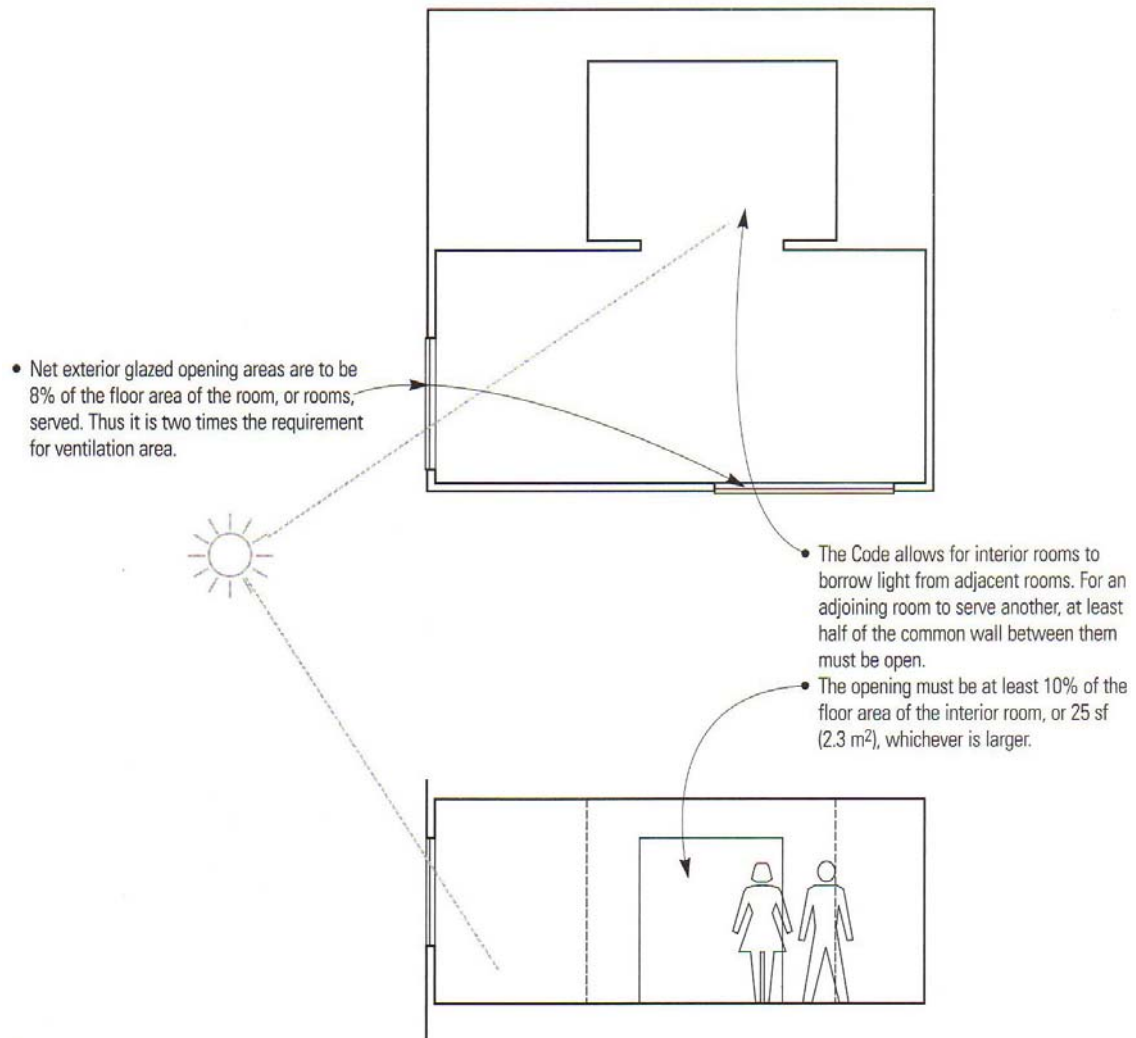 • Net exterior glazed opening areas are to be
8% of the floor area of the room, or rooms,
served. Thus it is two times the requirement
for ventilation area.
• The Code allows for interior rooms to
borrow light from adjacent rooms. For an
adjoining room to serve another, at least
half of the common wall between them
must be open.
• The opening must be at least 10% of the
floor area of the interior room, or 25 sf
(2.3 m²), whichever is larger.